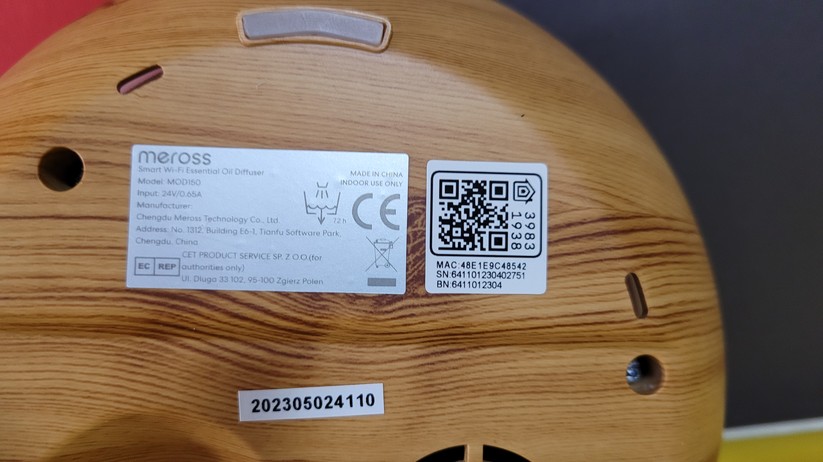 meross
Smart Wi-Fi Essential Oil Diffuser
Model: MOD150
Input: 24V/0.65A
Manufacturer:
Chengdu Meross Technology Co., Ltd.
Address: No. 1312, Building E6-1, Tianfu Software Park,
Chengdu, China
EC REP
CET PRODUCT SERVICE SP. Z O.O.(for
authorities only)
Ul. Dluga 33 102, 95-100 Zgierz Polen
MADE IN CHINA
INDOOR USE ONLY
12 h
CE
3983
1938
MAC:48E1E9C48542
SN:641101230402751
BN:6411012304
202305024110